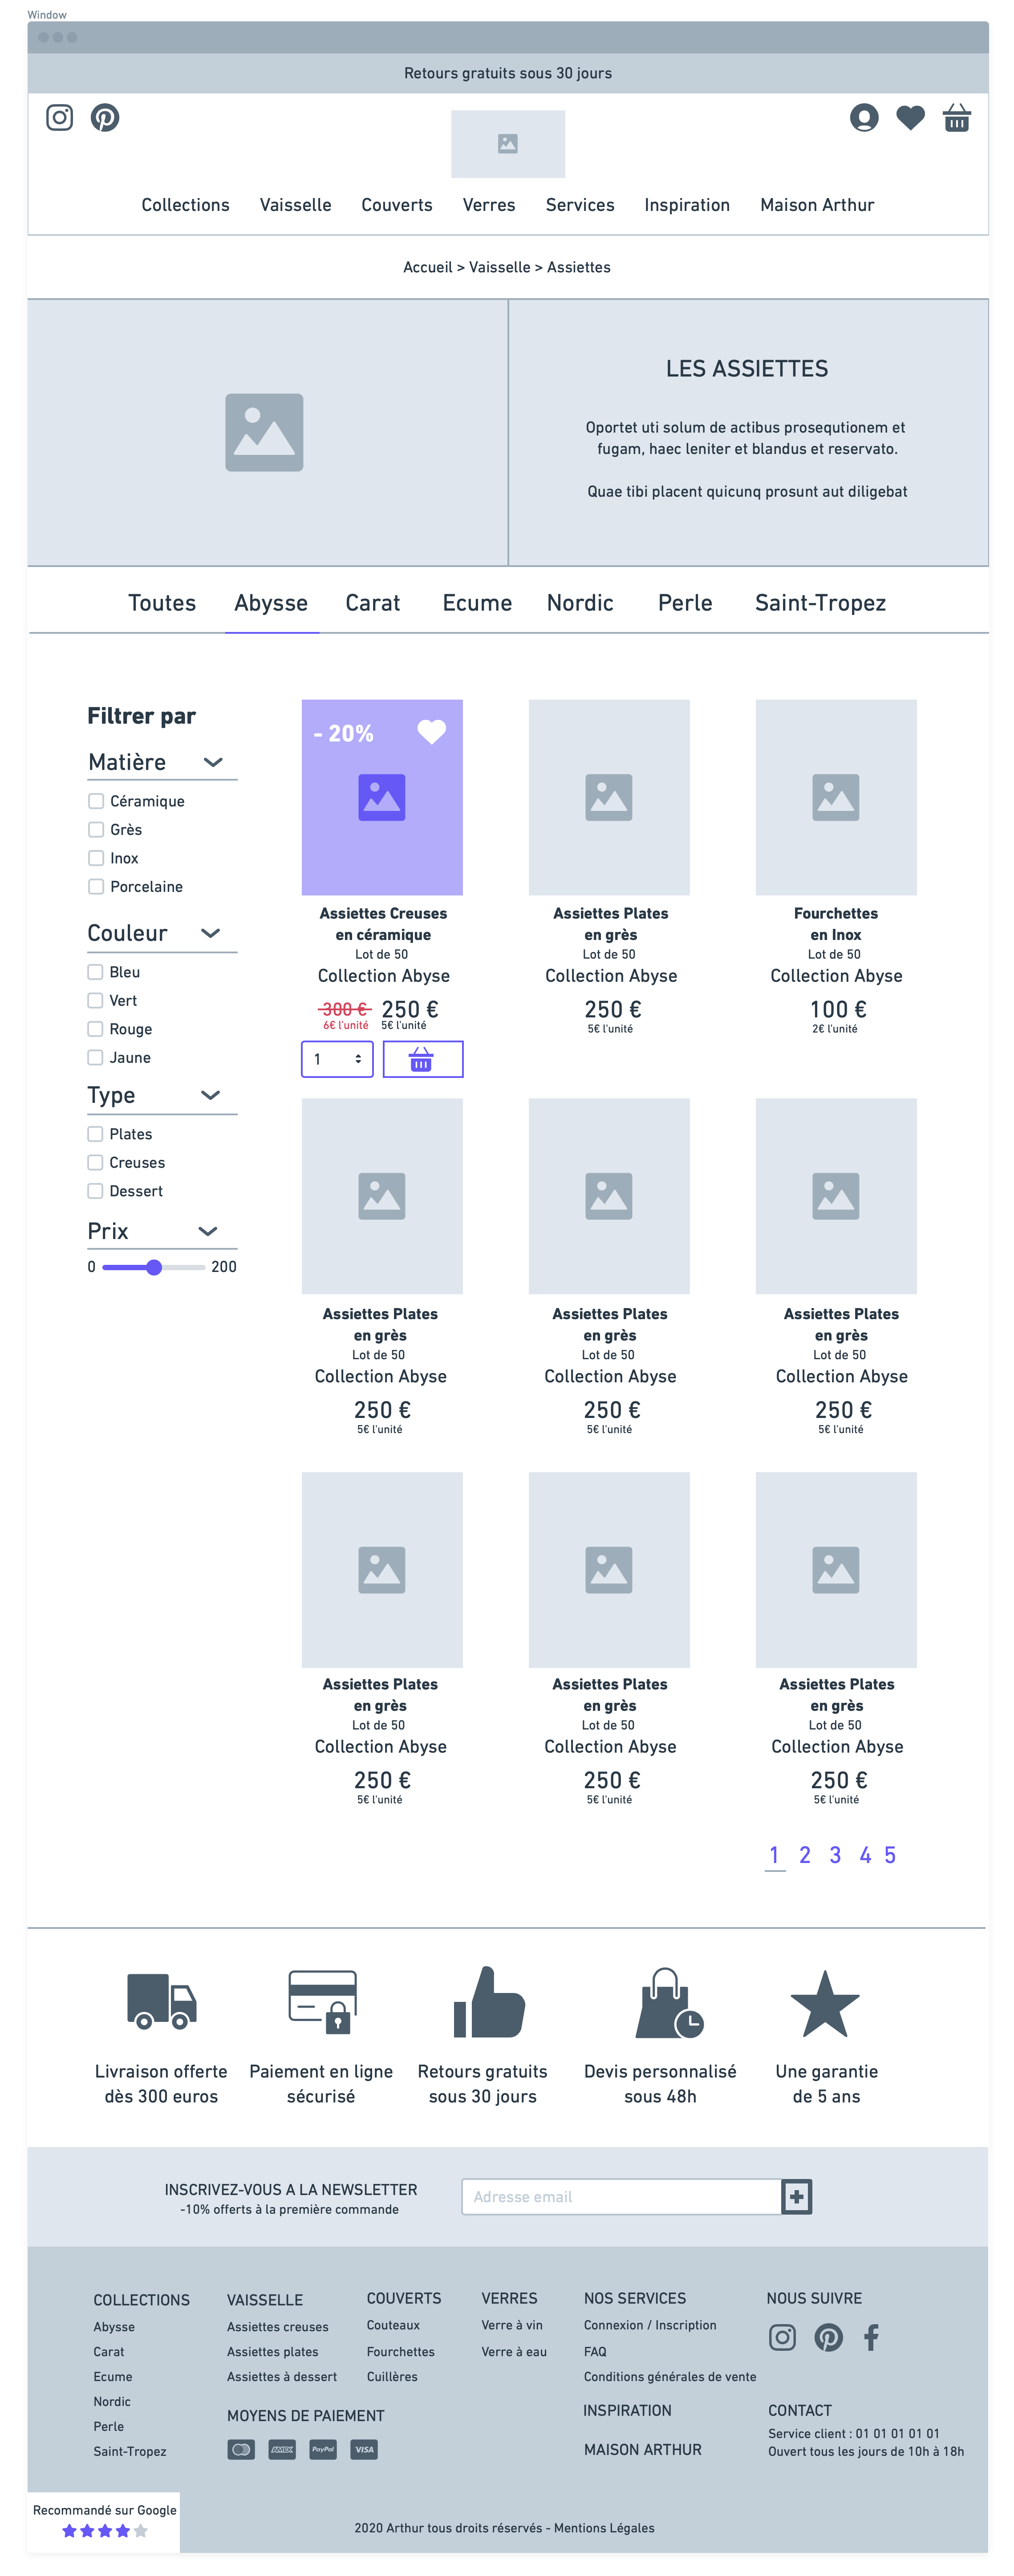 Window
Retours gratuits sous 30 jours
Collections Vaisselle Couverts Verres Services Inspiration Maison Arthur
Accueil > Vaisselle > Assiettes
LES ASSIETTES
Oportet uti solum de actibus prosequtionem et
fugam, haec leniter et blandus et reservato.
Quae tibi placent quicunq prosunt aut diligebat
Toutes Abysse Carat Ecume Nordic Perle Saint-Tropez
Filtrer par
Matière
Céramique
Grès
Inox
Porcelaine
Couleur
Bleu
Vert
Rouge
Jaune
Type
Plates
Creuses
Dessert
Prix
0 200
- 20%
Assiettes Creuses
en céramique
Lot de 50
Collection Abyse
300 € 250 €
6€ l'unité 5€ l'unité
1
Assiettes Plates
en grès
Lot de 50
Collection Abyse
250 €
5€ l'unité
Fourchettes
en Inox
Lot de 50
Collection Abyse
100 €
2€ l'unité
Assiettes Plates
en grès
Lot de 50
Collection Abyse
250 €
5€ l'unité
Assiettes Plates
en grès
Lot de 50
Collection Abyse
250 €
5€ l'unité
Assiettes Plates
en grès
Lot de 50
Collection Abyse
250 €
5€ l'unité
Assiettes Plates
en grès
Lot de 50
Collection Abyse
250 €
5€ l'unité
Assiettes Plates
en grès
Lot de 50
Collection Abyse
250 €
5€ l'unité
Assiettes Plates
en grès
Lot de 50
Collection Abyse
250 €
5€ l'unité
1 2 3 4 5
Livraison offerte
dès 300 euros
Paiement en ligne
sécurisé
Retours gratuits
sous 30 jours
Devis personnalisé
sous 48h
Une garantie
de 5 ans
INSCRIVEZ-VOUS A LA NEWSLETTER
-10% offerts à la première commande
Adresse email
COLLECTIONS
Abysse
Carat
Ecume
Nordic
Perle
Saint-Tropez
VAISSELLE
Assiettes creuses
Assiettes plates
Assiettes à dessert
MOYENS DE PAIEMENT
AMEX PayPal VISA
COUVERTS
Couteaux
Fourchettes
Cuillères
VERRES
Verre à vin
Verre à eau
NOS SERVICES
Connexion / Inscription
FAQ
Conditions générales de vente
INSPIRATION
MAISON ARTHUR
NOUS SUIVRE
CONTACT
Service client : 01 01 01 01 01
Ouvert tous les jours de 10h à 18h
Recommandé sur Google
2020 Arthur tous droits réservés - Mentions Légales